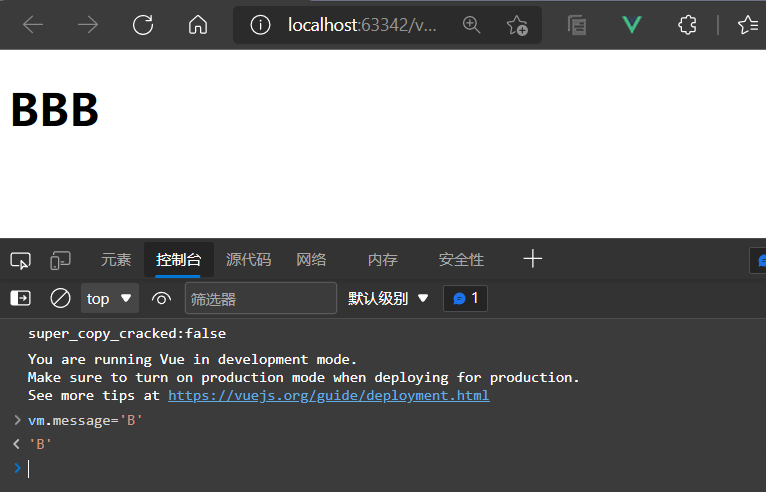 localhost:63342/v...
BBB
元素 控制台 源代码 网络 内存 安全性
top 筛选器 默认级别 1
super_copy_cracked:false
You are running Vue in development mode.
Make sure to turn on production mode when deploying for production.
See more tips at https://vuejs.org/guide/deployment.html
> vm.message='B'
< 'B'
>